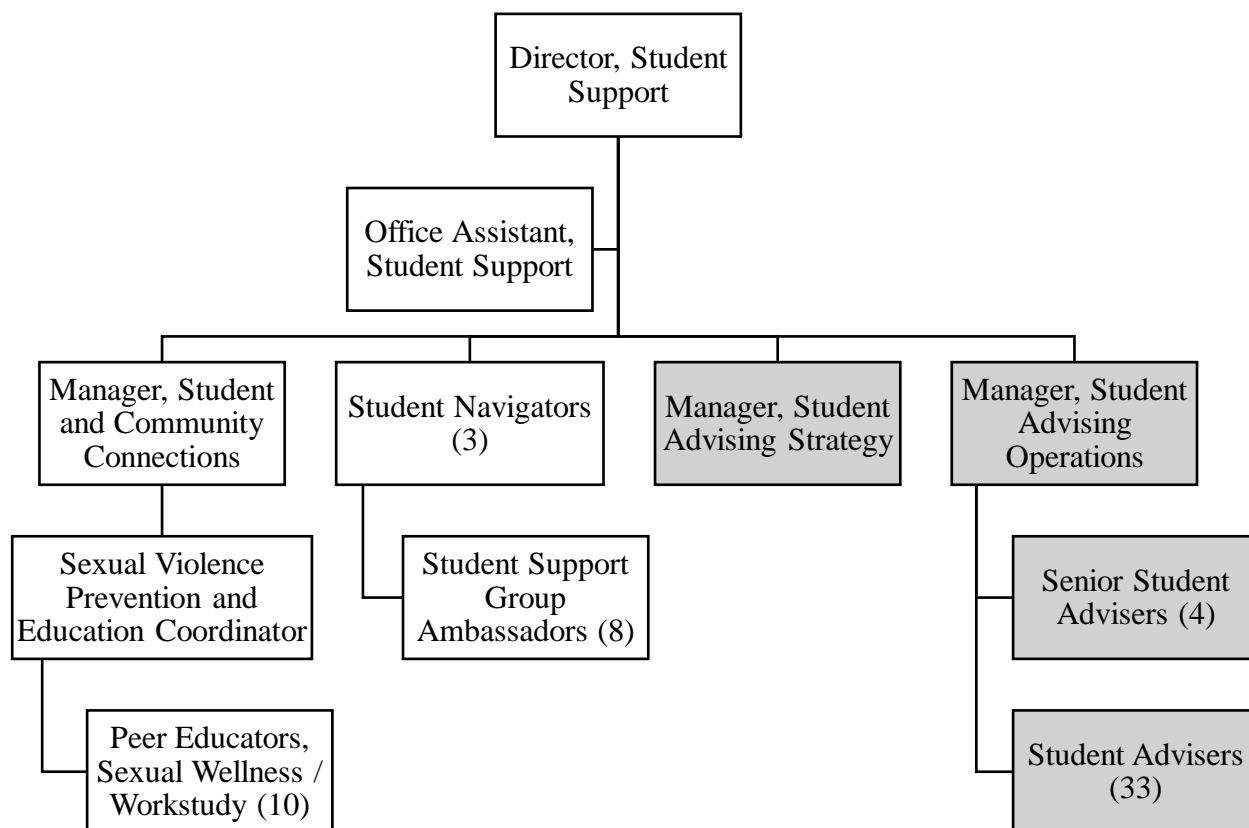 Director, Student
Support
Office Assistant,
Student Support
Manager, Student
and Community
Connections
Student Navigators
(3)
Manager, Student
Advising Strategy
Manager, Student
Advising
Operations
Sexual Violence
Prevention and
Education Coordinator
Student Support
Group
Ambassadors (8)
Senior Student
Advisers (4)
Peer Educators,
Sexual Wellness /
Workstudy (10)
Student Advisers
(33)